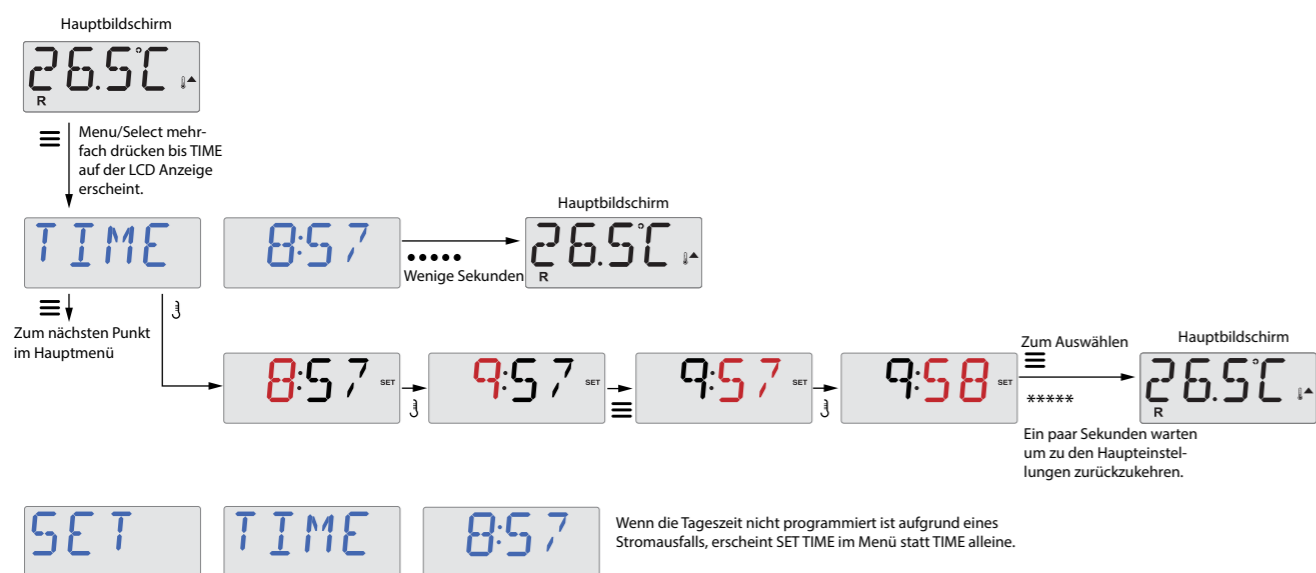 Hauptbildschirm
26.5°C
R
Menu/Select mehr-
fach drücken bis TIME
auf der LCD Anzeige
erscheint.
TIME
8:57
Wenige Sekunden
Hauptbildschirm
26.5°C
R
Zum nächsten Punkt
im Hauptmenü
8:57 SET
9:57 SET
9:57 SET
9:58 SET
Zum Auswählen
*****
Ein paar Sekunden warten
um zu den Haupteinstel-
lungen zurückzukehren.
Hauptbildschirm
26.5°C
R
SET
TIME
8:57
Wenn die Tageszeit nicht programmiert ist aufgrund eines
Stromausfalls, erscheint SET TIME im Menü statt TIME alleine.